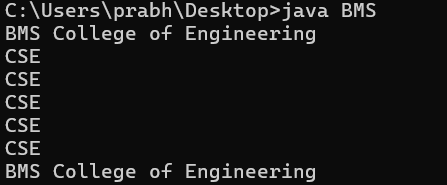 C:\Users\prabh\Desktop>java BMS
BMS College of Engineering
CSE
CSE
CSE
CSE
CSE
BMS College of Engineering